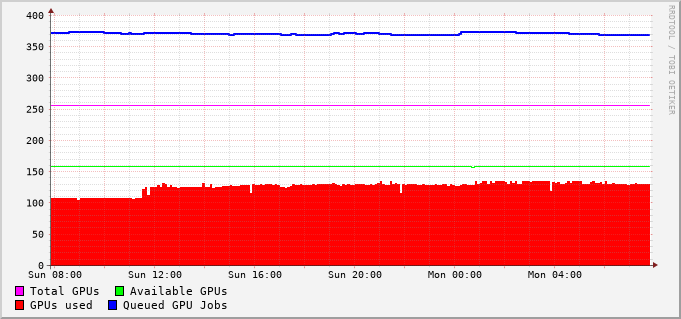 400
350
300
250
200
150
100
50
0
Sun 08:00 Sun 12:00 Sun 16:00 Sun 20:00 Mon 00:00 Mon 04:00
Total GPUs Available GPUs
GPUs used Queued GPU Jobs
RRDTOOL / TOBI OETIKER